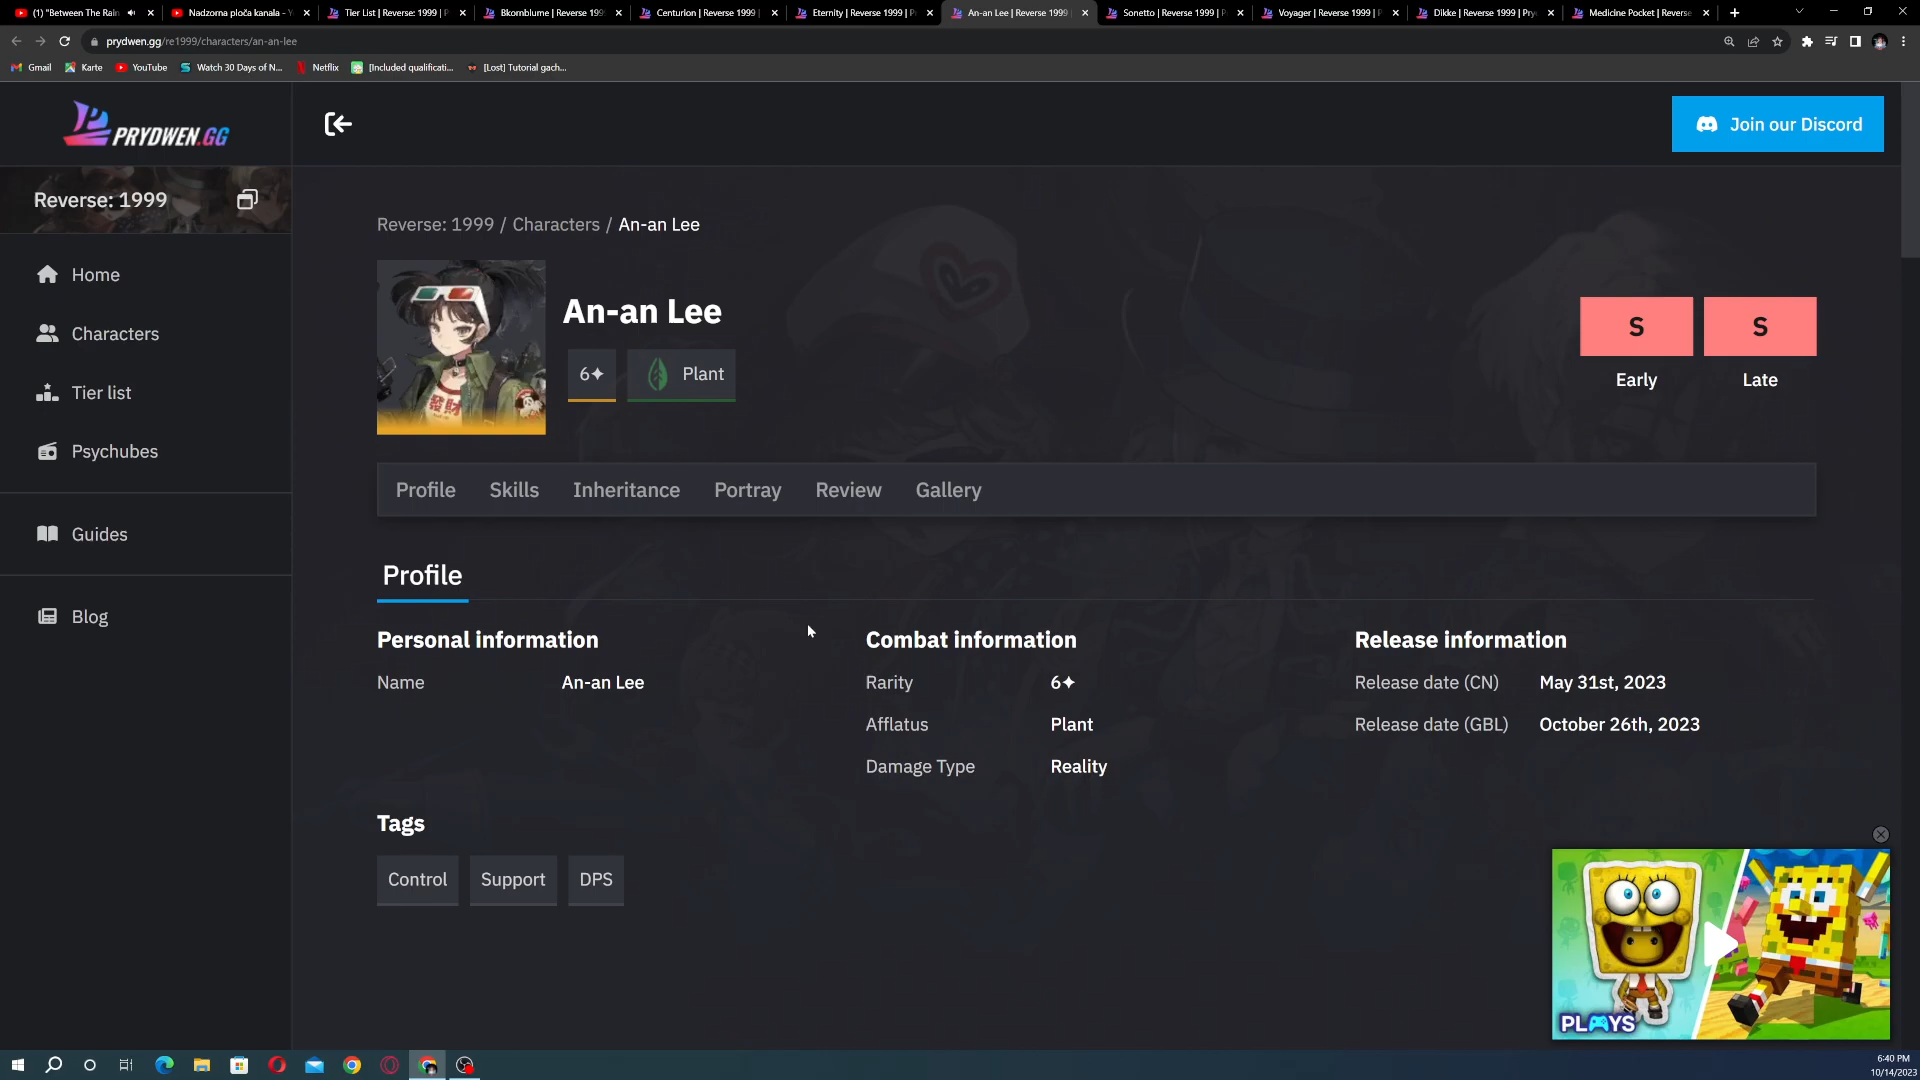 (1) "Between The Rain
Nadzorna ploča kanala - Y
Tier List | Reverse: 1999 | P
Bkornblume | Reverse 199
Centurion | Reverse 1999 |
Eternity | Reverse 1999 | P
An-an Lee | Reverse 1999
Sonetto | Reverse 1999 | P
Voyager | Reverse 1999 | P
Dikke | Reverse 1999 | Pry
Medicine Pocket | Reverse
prydwen.gg/re1999/characters/an-an-lee
Gmail
Karte
YouTube
Watch 30 Days of N...
Netflix
[Included qualificati...
[Lost] Tutorial gach...
PRYDWEN.GG
Join our Discord
Reverse: 1999
Home
Characters
Tier list
Psychubes
Guides
Blog
Reverse: 1999 / Characters / An-an Lee
An-an Lee
6✦ Plant
S S
Early Late
Profile Skills Inheritance Portray Review Gallery
Profile
Personal information
Name An-an Lee
Combat information
Rarity 6✦
Afflatus Plant
Damage Type Reality
Release information
Release date (CN) May 31st, 2023
Release date (GBL) October 26th, 2023
Tags
Control Support DPS
發財
PLAYS
6:40 PM
10/14/2023